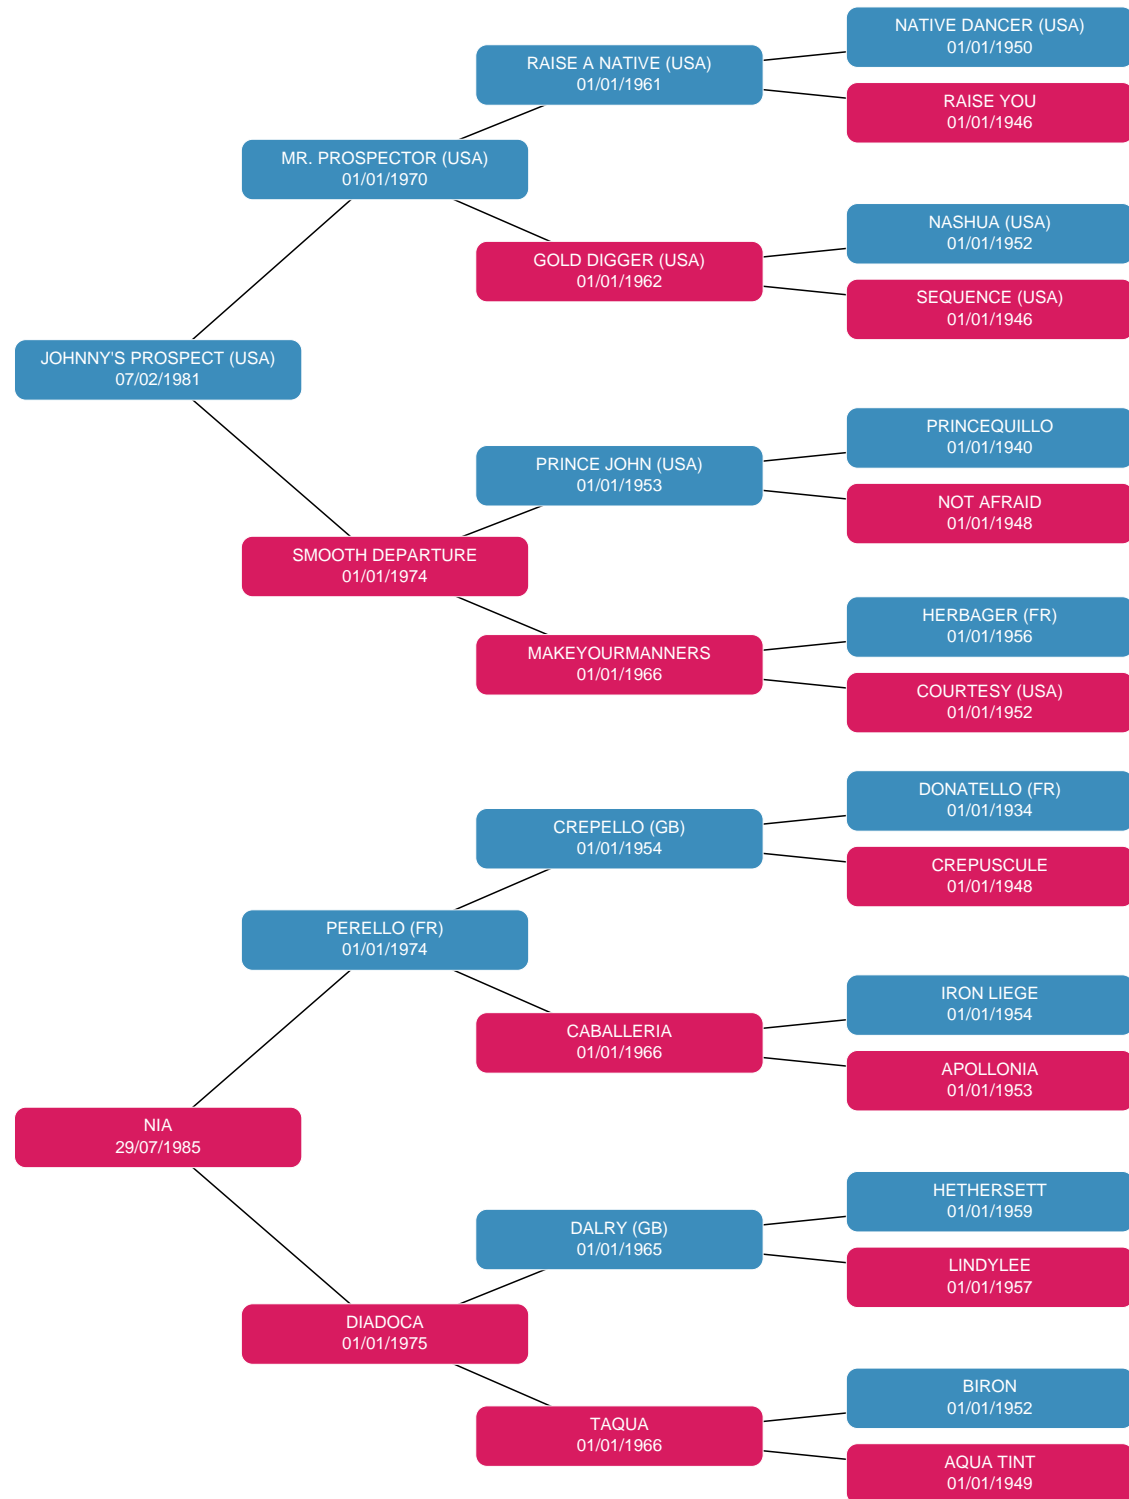 NATIVE DANCER (USA)
01/01/1950
RAISE A NATIVE (USA)
01/01/1961
RAISE YOU
01/01/1946
MR. PROSPECTOR (USA)
01/01/1970
NASHUA (USA)
01/01/1952
GOLD DIGGER (USA)
01/01/1962
SEQUENCE (USA)
01/01/1946
JOHNNY'S PROSPECT (USA)
07/02/1981
PRINCEQUILLO
01/01/1940
PRINCE JOHN (USA)
01/01/1953
NOT AFRAID
01/01/1948
SMOOTH DEPARTURE
01/01/1974
HERBAGER (FR)
01/01/1956
MAKEYOURMANNERS
01/01/1966
COURTESY (USA)
01/01/1952
DONATELLO (FR)
01/01/1934
CREPELLO (GB)
01/01/1954
CREPUSCULE
01/01/1948
PERELLO (FR)
01/01/1974
IRON LIEGE
01/01/1954
CABALLERIA
01/01/1966
APOLLONIA
01/01/1953
NIA
29/07/1985
HETHERSETT
01/01/1959
DALRY (GB)
01/01/1965
LINDYLEE
01/01/1957
DIADOCA
01/01/1975
BIRON
01/01/1952
TAQUA
01/01/1966
AQUA TINT
01/01/1949